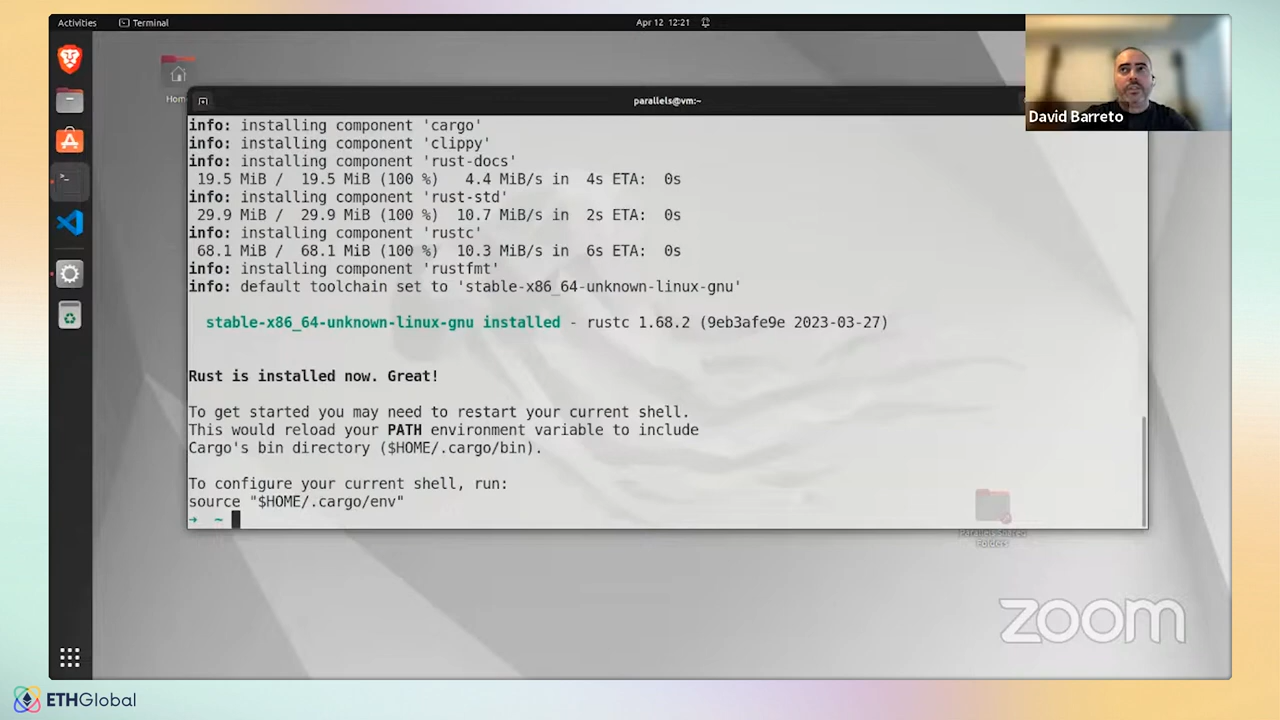 Activities
Terminal
Apr 12 12:21
David Barreto
Hom
parallels@vm:~
info: installing component 'cargo'
info: installing component 'clippy'
info: installing component 'rust-docs'
19.5 MiB / 19.5 MiB (100 %) 4.4 MiB/s in 4s ETA: 0s
info: installing component 'rust-std'
29.9 MiB / 29.9 MiB (100 %) 10.7 MiB/s in 2s ETA: 0s
info: installing component 'rustc'
68.1 MiB / 68.1 MiB (100 %) 10.3 MiB/s in 6s ETA: 0s
info: installing component 'rustfmt'
info: default toolchain set to 'stable-x86_64-unknown-linux-gnu'
stable-x86_64-unknown-linux-gnu installed - rustc 1.68.2 (9eb3afe9e 2023-03-27)
Rust is installed now. Great!
To get started you may need to restart your current shell.
This would reload your PATH environment variable to include
Cargo's bin directory ($HOME/.cargo/bin).
To configure your current shell, run:
source "$HOME/.cargo/env"
→ ~
Parallels Shared
Folders
zoom
ETHGlobal